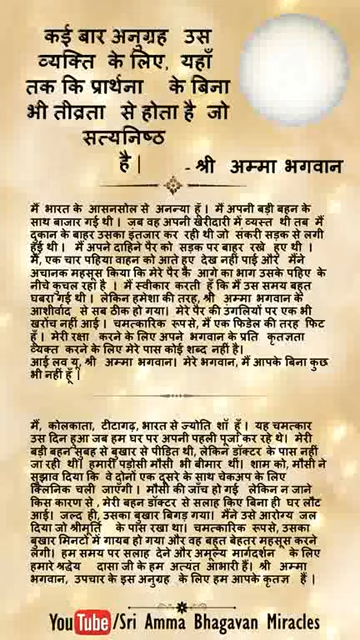 कई बार अनुग्रह उस
व्यक्ति के लिए, यहाँ
तक कि प्रार्थना के बिना
भी तीव्रता से होता है जो
सत्यनिष्ठ
है |
- श्री अम्मा भगवान
मैं भारत के आसनसोल से अनन्या हूँ | मैं अपनी बड़ी बहन के
साथ बाजार गई थी | जब वह अपनी खरीदारी में व्यस्त थी तब मैं
दुकान के बाहर उसका इंतजार कर रही थी जो संकरी सड़क से लगी
हुई थी | मैं अपने दाहिने पैर को सड़क पर बाहर रखे हुए थी |
मैं, एक चार पहिया वाहन को आते हुए देख नहीं पाई और मैंने
अचानक महसूस किया कि मेरे पैर के आगे का भाग उसके पहिए के
नीचे कुचल रहा है | मैं स्वीकार करती हूँ कि मैं उस समय बहुत
घबरा गई थी | लेकिन हमेशा की तरह, श्री अम्मा भगवान के
आशीर्वाद से सब ठीक हो गया। मेरे पैर की उंगलियों पर एक भी
खरोंच नहीं आई | चमत्कारिक रूपसे, मैं एक फिडेल की तरह फिट
हूँ | मेरी रक्षा करने के लिए अपने भगवान के प्रति कृतज्ञता
व्यक्त करने के लिए मेरे पास कोई शब्द नहीं है।
आई लव यू, श्री अम्मा भगवान। मेरे भगवान, मैं आपके बिना कुछ
भी नहीं हूँ |
मैं, कोलकाता, टीटागढ़, भारत से ज्योति शॉ हूँ | यह चमत्कार
उस दिन हुआ जब हम घर पर अपनी पहली पूजा कर रहे थे। मेरी
बड़ी बहन सुबह से बुखार से पीड़ित थी, लेकिन डॉक्टर के पास नहीं
जा रही थी। हमारी पड़ोसी मौसी भी बीमार थीं। शाम को, मौसी ने
सुझाव दिया कि वे दोनों एक दूसरे के साथ चेकअप के लिए
क्लिनिक चली जाएंगी | मौसी की जांच हो गई लेकिन न जाने
किस कारण से , मेरी बहन डॉक्टर से सलाह किए बिना ही घर लौट
आई। जल्द ही, उसका बुखार बिगड़ गया। मैंने उसे आरोग्य जल
दिया जो श्रीमूर्ति के पास रखा था। चमत्कारिक रूपसे, उसका
बुखार मिनटों में गायब हो गया और वह बहुत बेहतर महसूस करने
लगी। हम समय पर सलाह देने और अमूल्य मार्गदर्शन के लिए
हमारे श्रद्धेय दासा जी के हम अत्यंत आभारी हैं। श्री अम्मा
भगवान, उपचार के इस अनुग्रह के लिए हम आपके कृतज्ञ हैं |
You Tube /Sri Amma Bhagavan Miracles